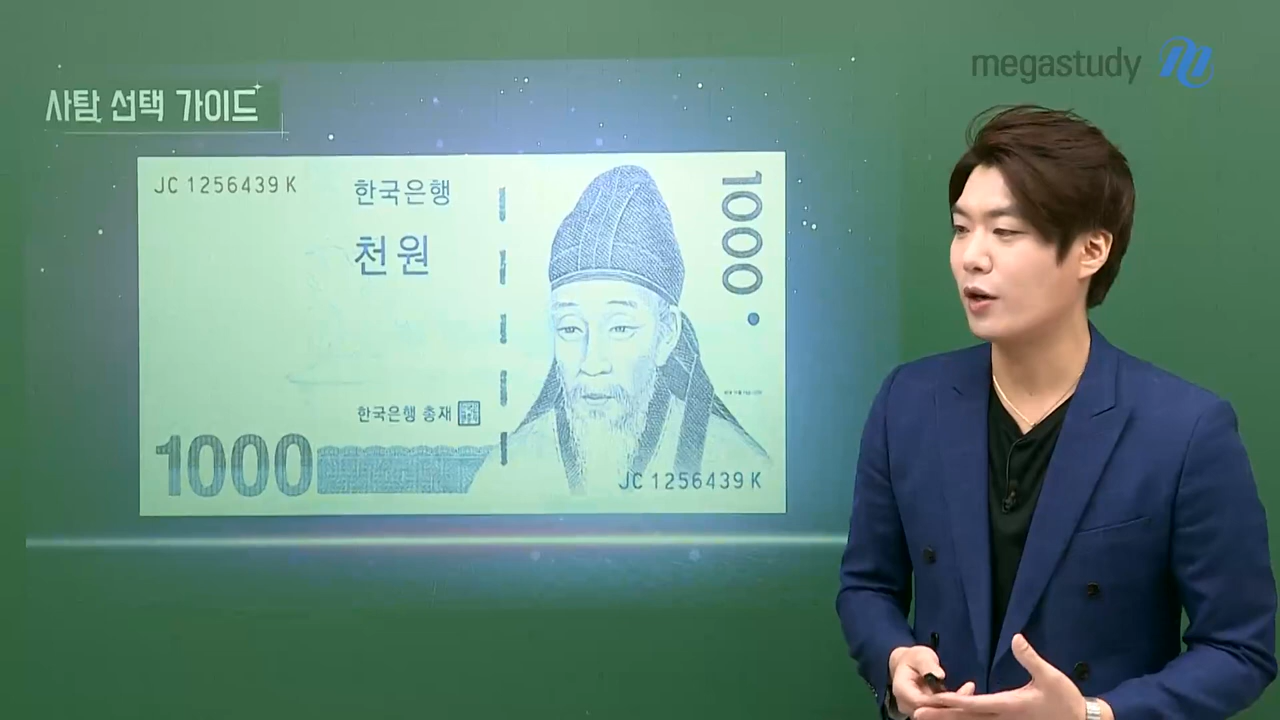 megastudy
사탐 선택 가이드
JC 1256439 K
한국은행
천원
1000
한국은행 총재
1000
JC 1256439 K